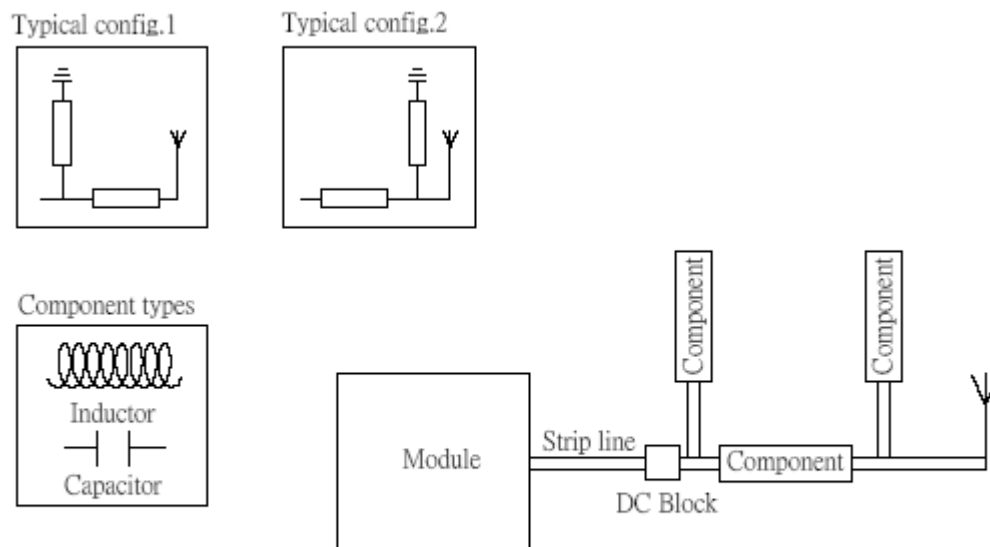 Typical config.1
Typical config.2
Component types
Inductor
Capacitor
Module
Strip line
DC Block
Component
Component
Component